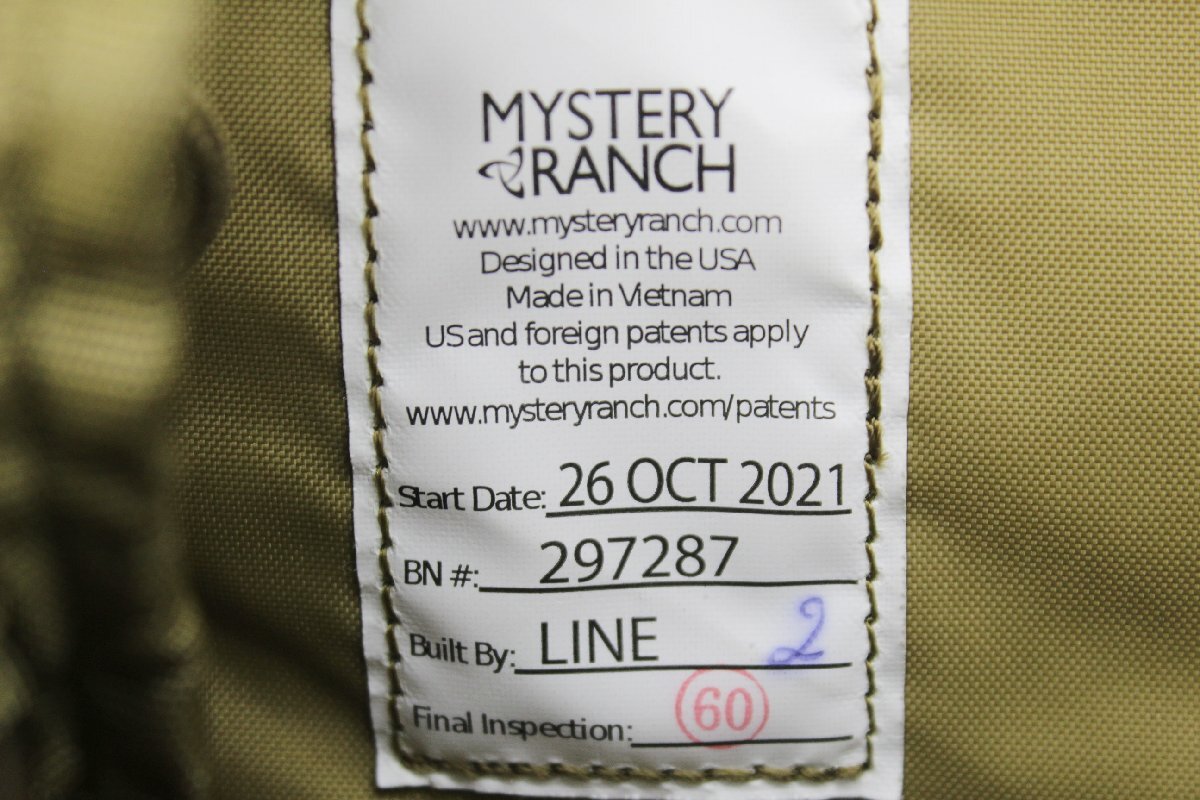 MYSTERY
RANCH
www.mysteryranch.com
Designed in the USA
Made in Vietnam
US and foreign patents apply
to this product.
www.mysteryranch.com/patents
Start Date: 26 OCT 2021
BN #: 297287
Built By: LINE 2
Final Inspection: 60